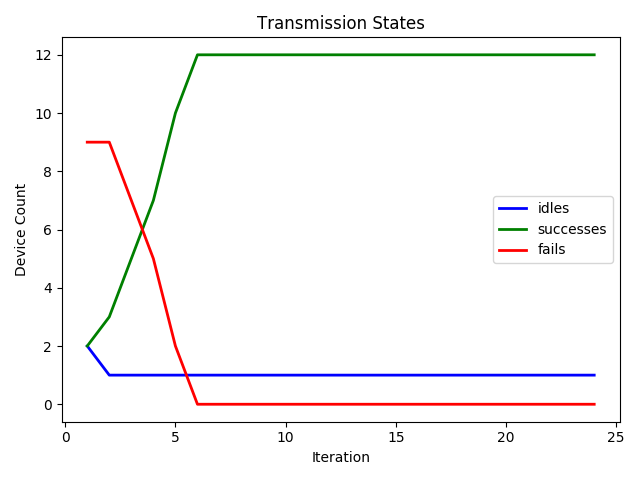 Transmission States
Device Count
12
10
8
6
4
2
0
idles
successes
fails
0 5 10 15 20 25
Iteration